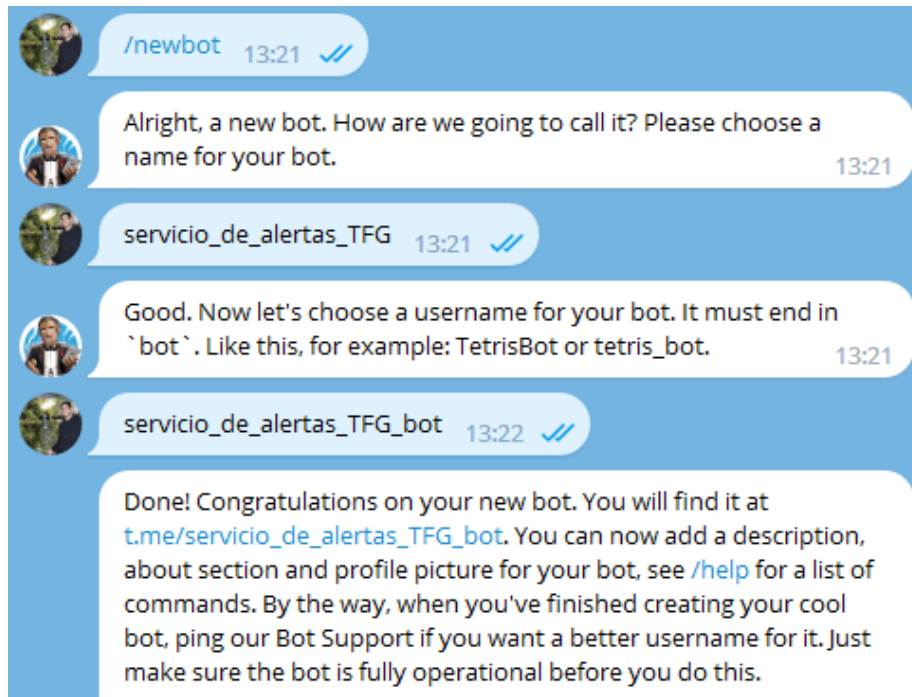 /newbot 13:21
Alright, a new bot. How are we going to call it? Please choose a
name for your bot.
13:21
servicio_de_alertas_TFG 13:21
Good. Now let's choose a username for your bot. It must end in
`bot`. Like this, for example: TetrisBot or tetris_bot.
13:21
servicio_de_alertas_TFG_bot 13:22
Done! Congratulations on your new bot. You will find it at
t.me/servicio_de_alertas_TFG_bot. You can now add a description,
about section and profile picture for your bot, see /help for a list of
commands. By the way, when you've finished creating your cool
bot, ping our Bot Support if you want a better username for it. Just
make sure the bot is fully operational before you do this.